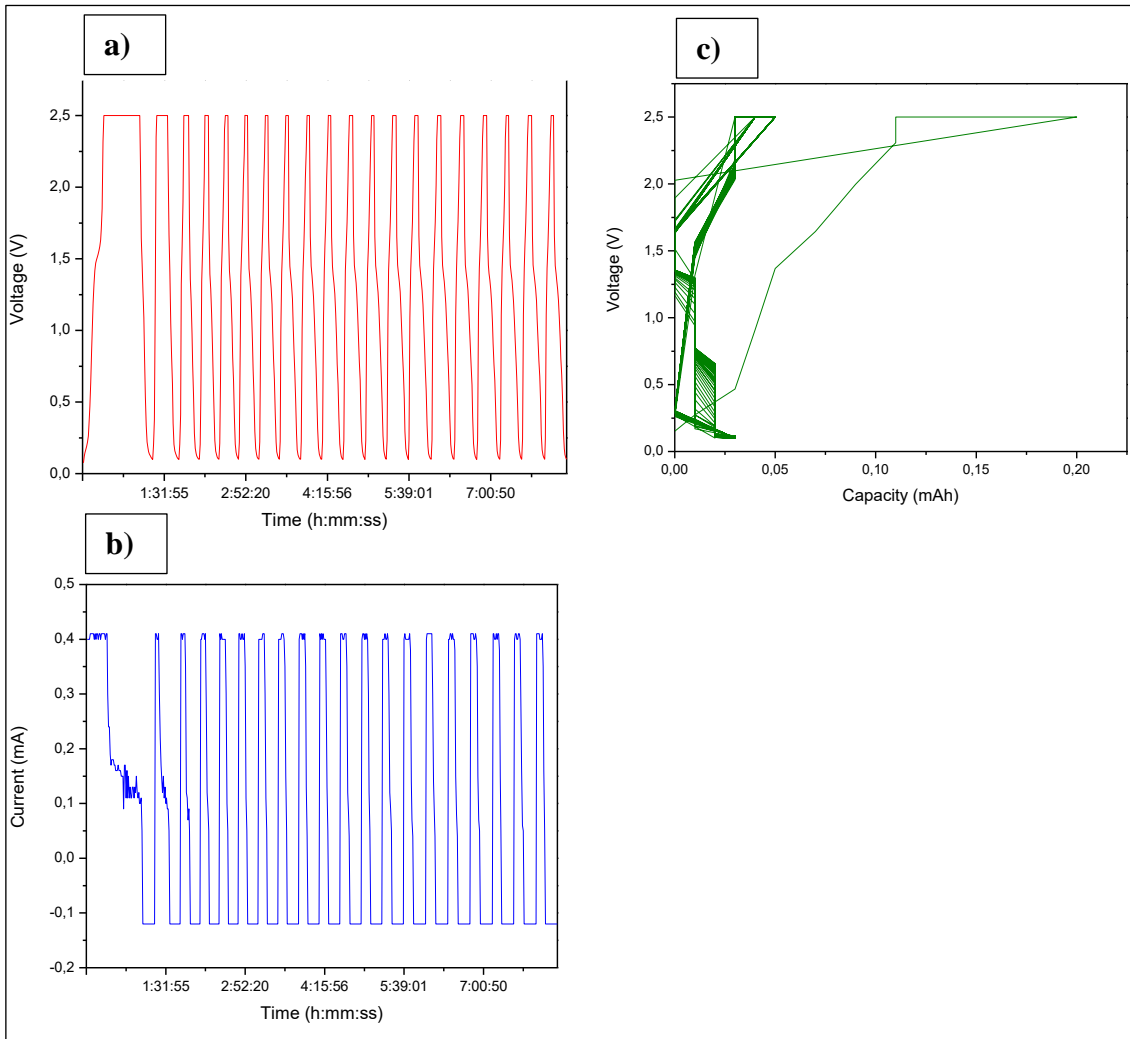 a)
2,5
2,0
1,5
1,0
0,5
0,0
Voltage (V)
1:31:55 2:52:20 4:15:56 5:39:01 7:00:50
Time (h:mm:ss)
c)
2,5
2,0
1,5
1,0
0,5
0,0
Voltage (V)
0,00 0,05 0,10 0,15 0,20
Capacity (mAh)
b)
0,5
0,4
0,3
0,2
0,1
0,0
-0,1
-0,2
Current (mA)
1:31:55 2:52:20 4:15:56 5:39:01 7:00:50
Time (h:mm:ss)